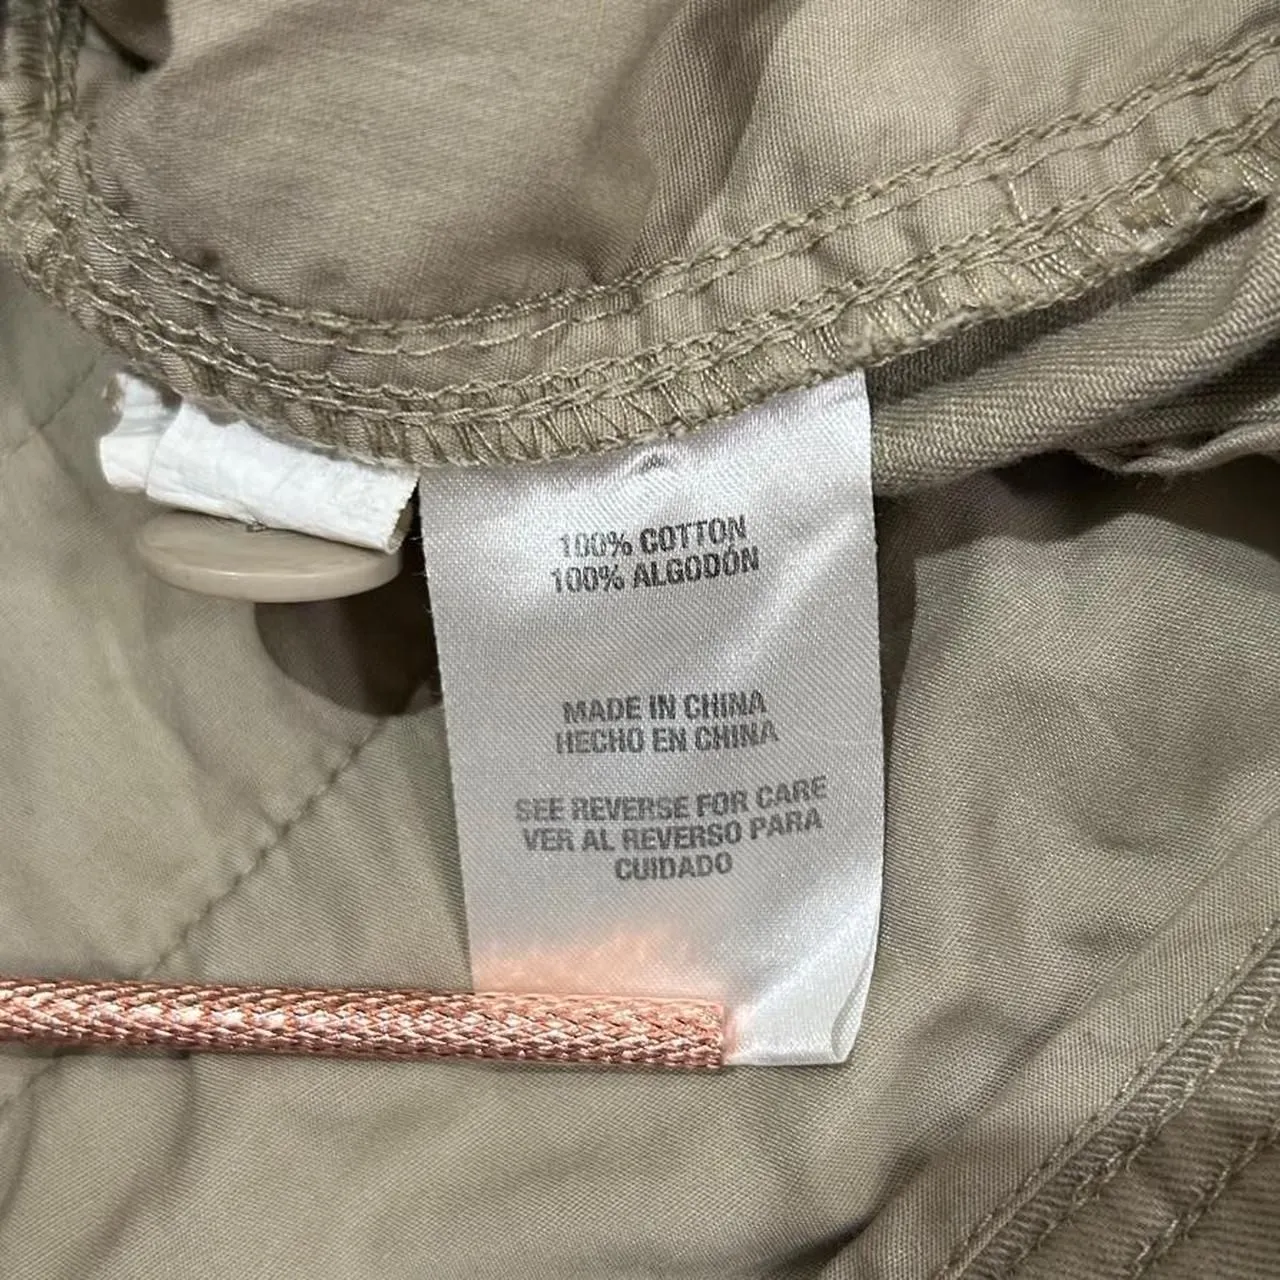 100% COTTON
100% ALGODÓN
MADE IN CHINA
HECHO EN CHINA
SEE REVERSE FOR CARE
VER AL REVERSO PARA
CUIDADO